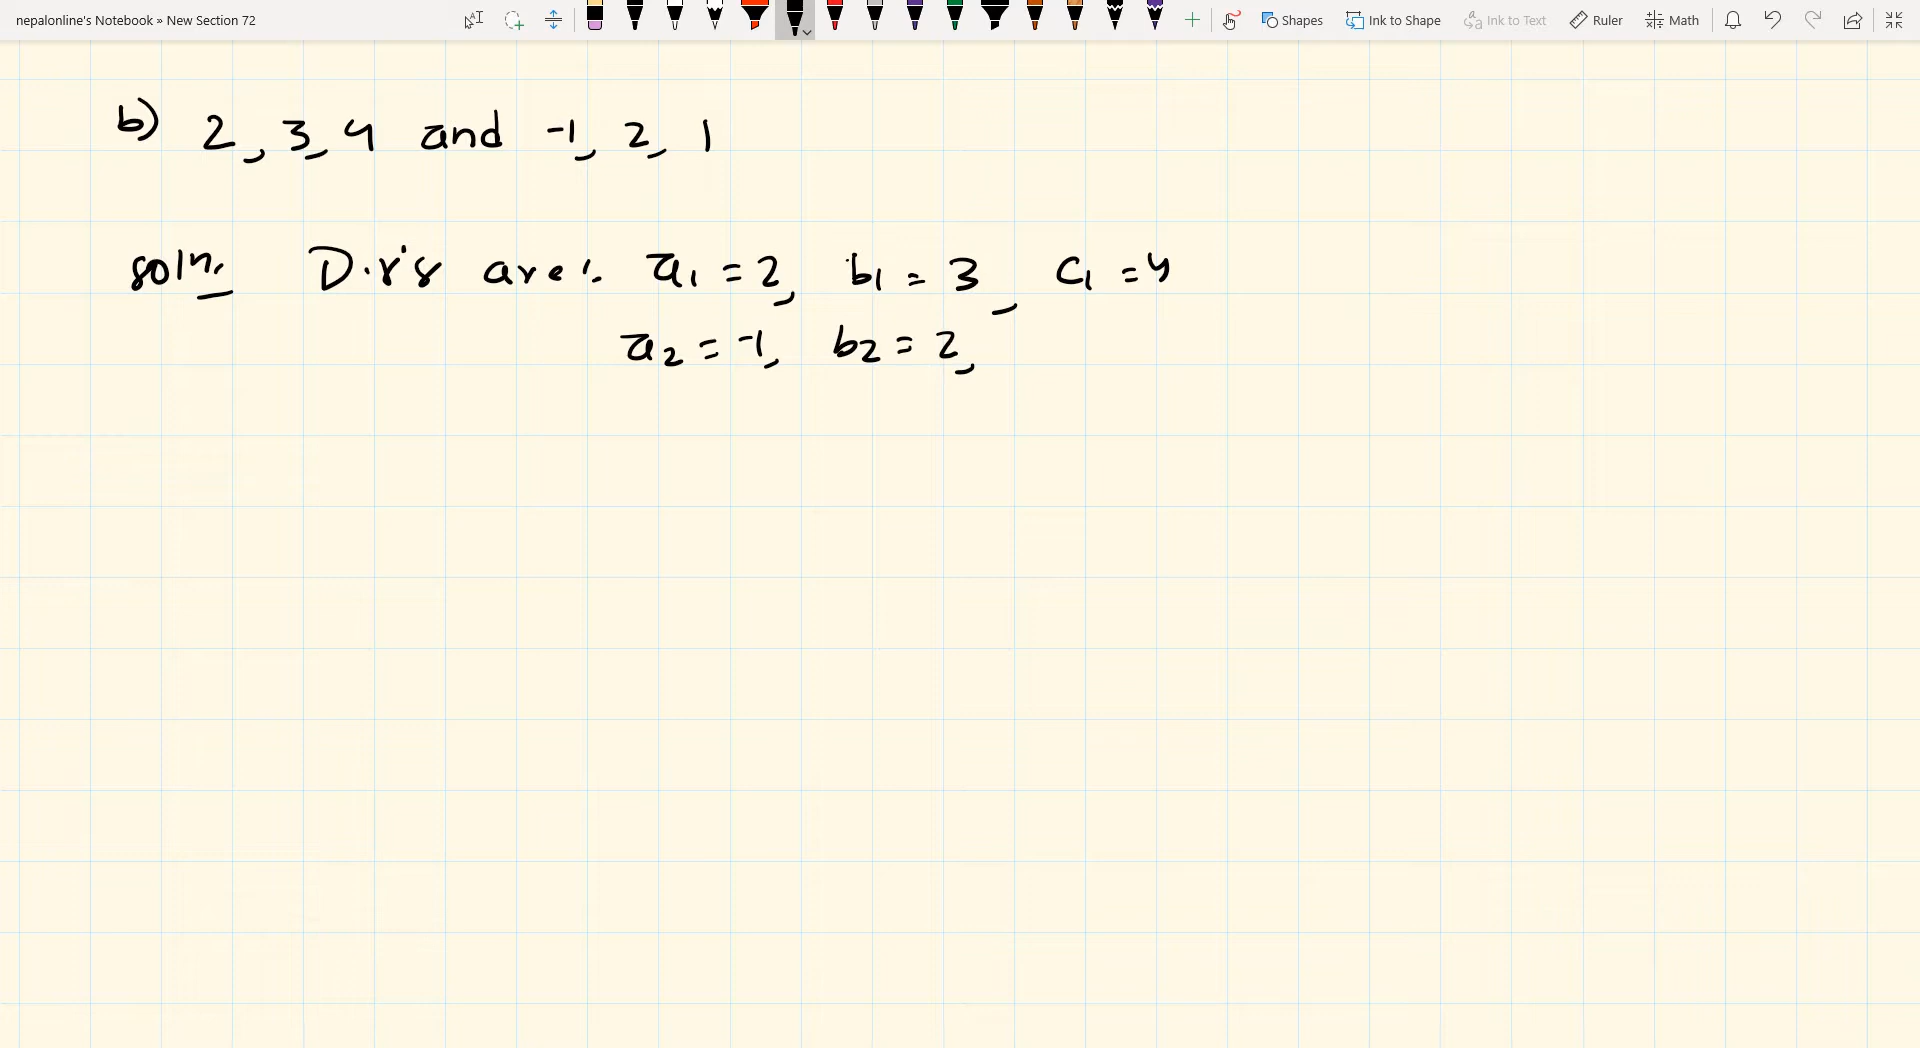 nepalonline's Notebook » New Section 72
Shapes Ink to Shape Ink to Text Ruler Math
b) 2, 3, 4 and -1, 2, 1
soln. D.r's are: a₁ = 2, b₁ = 3, c₁ = 4
a₂ = -1, b₂ = 2,